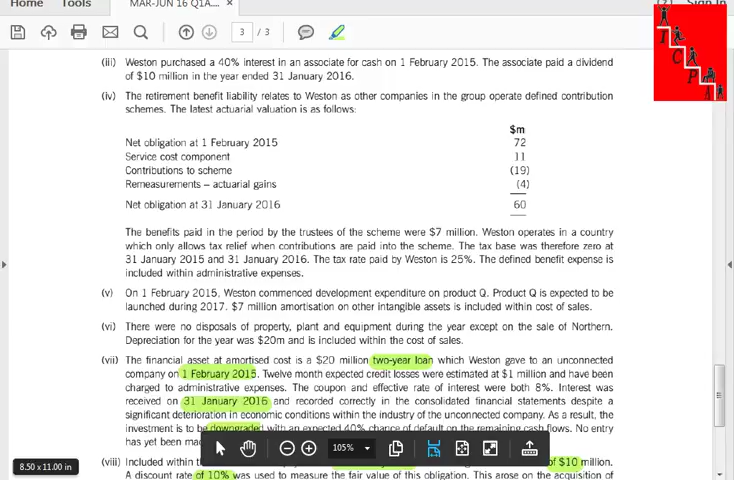 Home Tools MAR-JUN 16 Q1A... × Sign In
3 / 3
I
C
P
A
(iii) Weston purchased a 40% interest in an associate for cash on 1 February 2015. The associate paid a dividend
of $10 million in the year ended 31 January 2016.
(iv) The retirement benefit liability relates to Weston as other companies in the group operate defined contribution
schemes. The latest actuarial valuation is as follows:
$m
Net obligation at 1 February 2015 72
Service cost component 11
Contributions to scheme (19)
Remeasurements – actuarial gains (4)
Net obligation at 31 January 2016 60
The benefits paid in the period by the trustees of the scheme were $7 million. Weston operates in a country
which only allows tax relief when contributions are paid into the scheme. The tax base was therefore zero at
31 January 2015 and 31 January 2016. The tax rate paid by Weston is 25%. The defined benefit expense is
included within administrative expenses.
(v) On 1 February 2015, Weston commenced development expenditure on product Q. Product Q is expected to be
launched during 2017. $7 million amortisation on other intangible assets is included within cost of sales.
(vi) There were no disposals of property, plant and equipment during the year except on the sale of Northern.
Depreciation for the year was $20m and is included within the cost of sales.
(vii) The financial asset at amortised cost is a $20 million two-year loan which Weston gave to an unconnected
company on 1 February 2015. Twelve month expected credit losses were estimated at $1 million and have been
charged to administrative expenses. The coupon and effective rate of interest were both 8%. Interest was
received on 31 January 2016 and recorded correctly in the consolidated financial statements despite a
significant deterioration in economic conditions within the industry of the unconnected company. As a result, the
investment is to be downgraded with an expected 40% chance of default on the remaining cash flows. No entry
has yet been
105%
8.50 x 11.00 in
(viii) Included within of $10 million.
A discount rate of 10% was used to measure the fair value of this obligation. This arose on the acquisition of